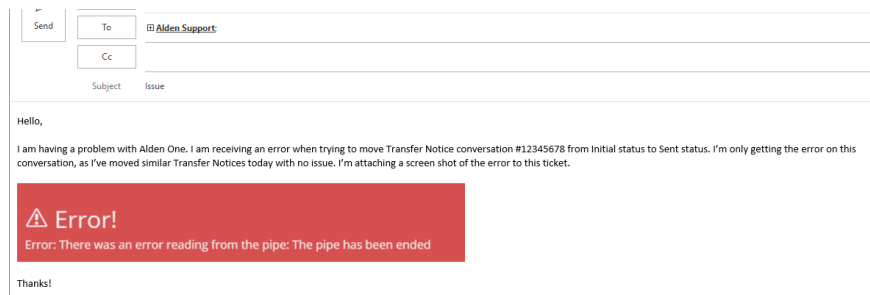 Send
To
Alden Support;
Cc
Subject
Issue
Hello,
I am having a problem with Alden One. I am receiving an error when trying to move Transfer Notice conversation #12345678 from Initial status to Sent status. I'm only getting the error on this
conversation, as I've moved similar Transfer Notices today with no issue. I'm attaching a screen shot of the error to this ticket.
Error!
Error: There was an error reading from the pipe: The pipe has been ended
Thanks!